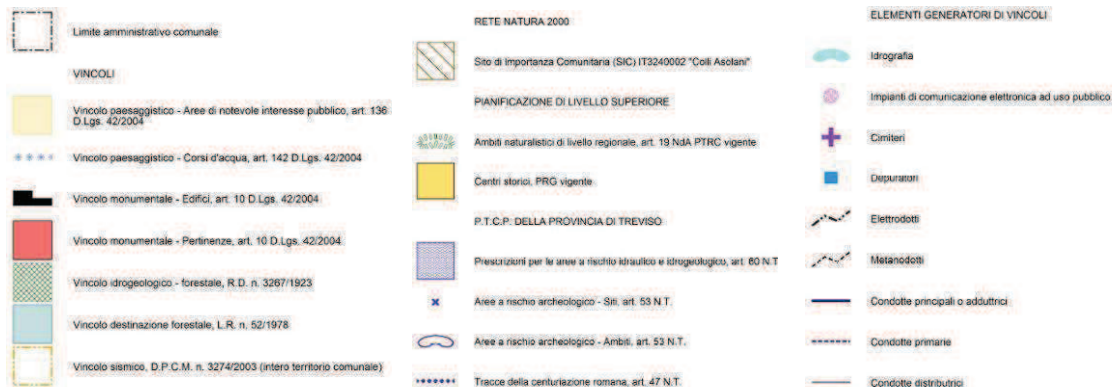 Limite amministrativo comunale
VINCOLI
Vincolo paesaggistico - Aree di notevole interesse pubblico, art. 136
D.Lgs. 42/2004
Vincolo paesaggistico - Corsi d'acqua, art. 142 D.Lgs. 42/2004
Vincolo monumentale - Edifici, art. 10 D.Lgs. 42/2004
Vincolo monumentale - Pertinenze, art. 10 D.Lgs. 42/2004
Vincolo idrogeologico - forestale, R.D. n. 3267/1923
Vincolo destinazione forestale, L.R. n. 52/1978
Vincolo sismico, D.P.C.M. n. 3274/2003 (intero territorio comunale)
RETE NATURA 2000
Sito di Importanza Comunitaria (SIC) IT3240002 "Colli Asolani"
PIANIFICAZIONE DI LIVELLO SUPERIORE
Ambiti naturalistici di livello regionale, art. 19 NdA PTRC vigente
Centri storici, PRG vigente
P.T.C.P. DELLA PROVINCIA DI TREVISO
Prescrizioni per le aree a rischio idraulico e idrogeologico, art. 60 N.T
Aree a rischio archeologico - Siti, art. 53 N.T.
Aree a rischio archeologico - Ambiti, art. 53 N.T.
Tracce della centuriazione romana, art. 47 N.T.
ELEMENTI GENERATORI DI VINCOLI
Idrografia
Impianti di comunicazione elettronica ad uso pubblico
Cimiteri
Depuratori
Elettrodotti
Metanodotti
Condotte principali o adduttrici
Condotte primarie
Condotte distributrici